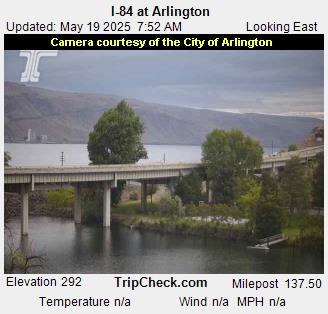 I-84 at Arlington
Updated: May 19 2025 7:52 AM Looking East
Camera courtesy of the City of Arlington
Elevation 292 TripCheck.com Milepost 137.50
Temperature n/a Wind n/a MPH n/a